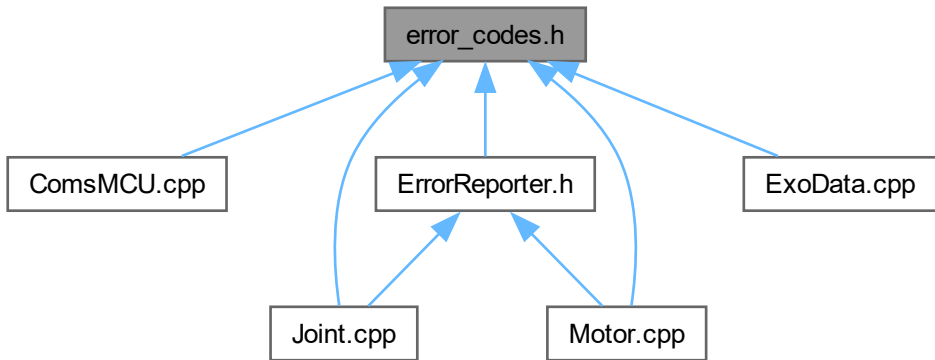 error_codes.h
ComsMCU.cpp
ErrorReporter.h
ExoData.cpp
Joint.cpp
Motor.cpp